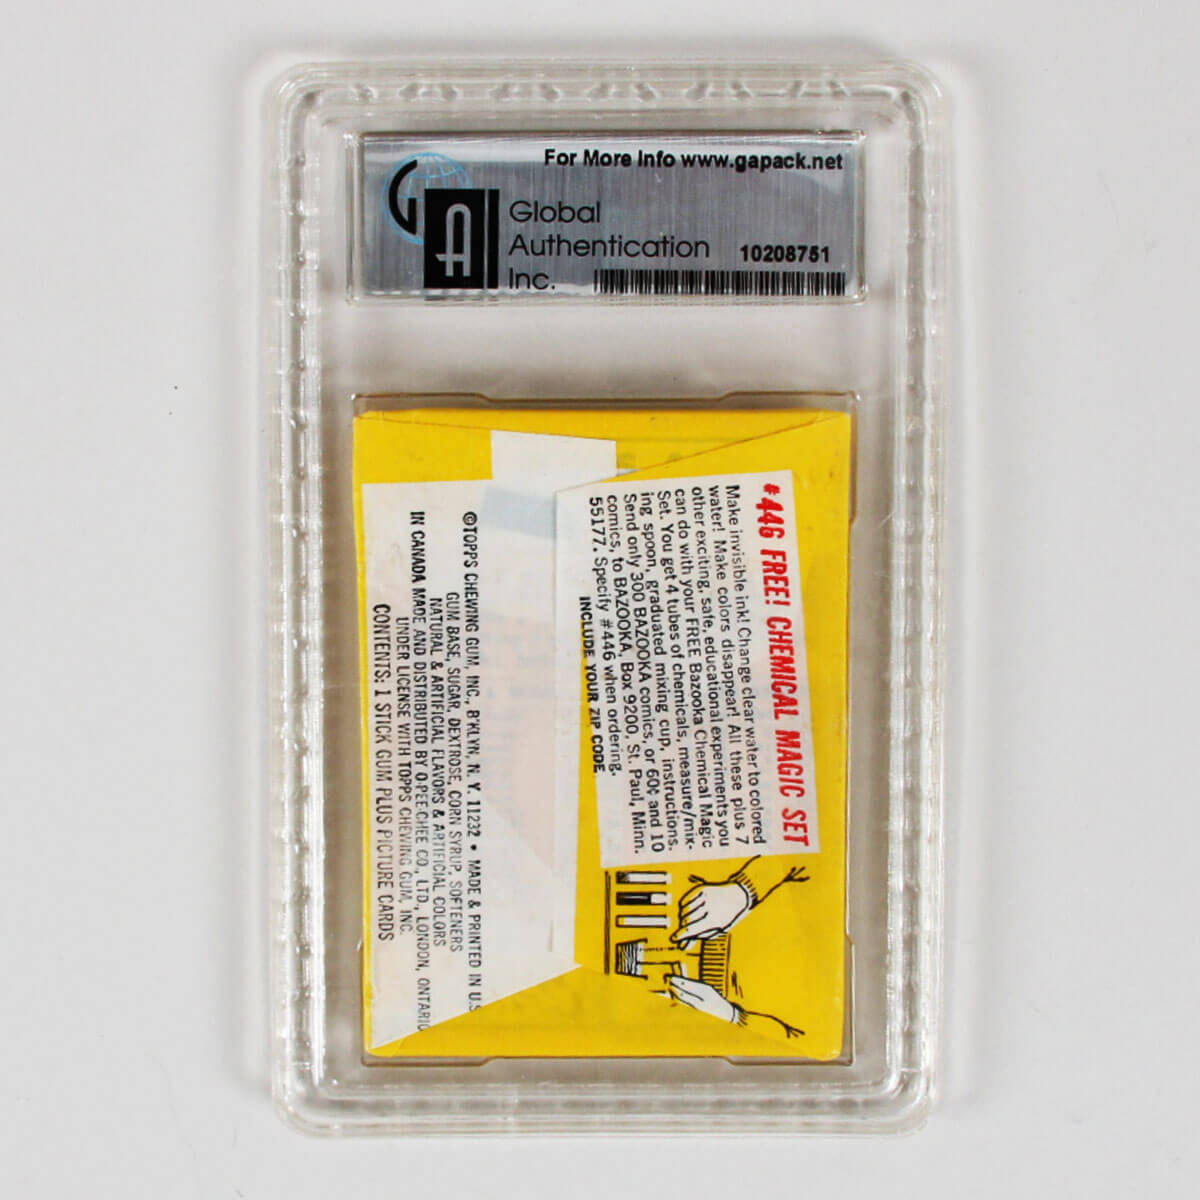 For More Info www.gapack.net
GA
Global
Authentication
Inc.
10208751
#446 FREE! CHEMICAL MAGIC SET
Make invisible ink! Change clear water to colored
water! Make colors disappear! All these plus 7
other exciting, safe, educational experiments you
can do with your FREE Bazooka Chemical Magic
Set. You get 4 tubes of chemicals, measure/mix-
ing spoon, graduated mixing cup, instructions.
Send only 300 BAZOOKA comics, or 60¢ and 10
comics, to BAZOOKA, Box 9200, St. Paul, Minn.
55177. Specify #446 when ordering.
INCLUDE YOUR ZIP CODE
©TOPPS CHEWING GUM, INC., B'KLYN, N. Y. 11232 • MADE & PRINTED IN U.S
GUM BASE, SUGAR, DEXTROSE, CORN SYRUP, SOFTENERS
NATURAL & ARTIFICIAL FLAVORS & ARTIFICIAL COLORS
IN CANADA MADE AND DISTRIBUTED BY O-PEE-CHEE CO., LTD., LONDON, ONTARIO
UNDER LICENSE WITH TOPPS CHEWING GUM, INC.
CONTENTS: 1 STICK GUM PLUS PICTURE CARDS